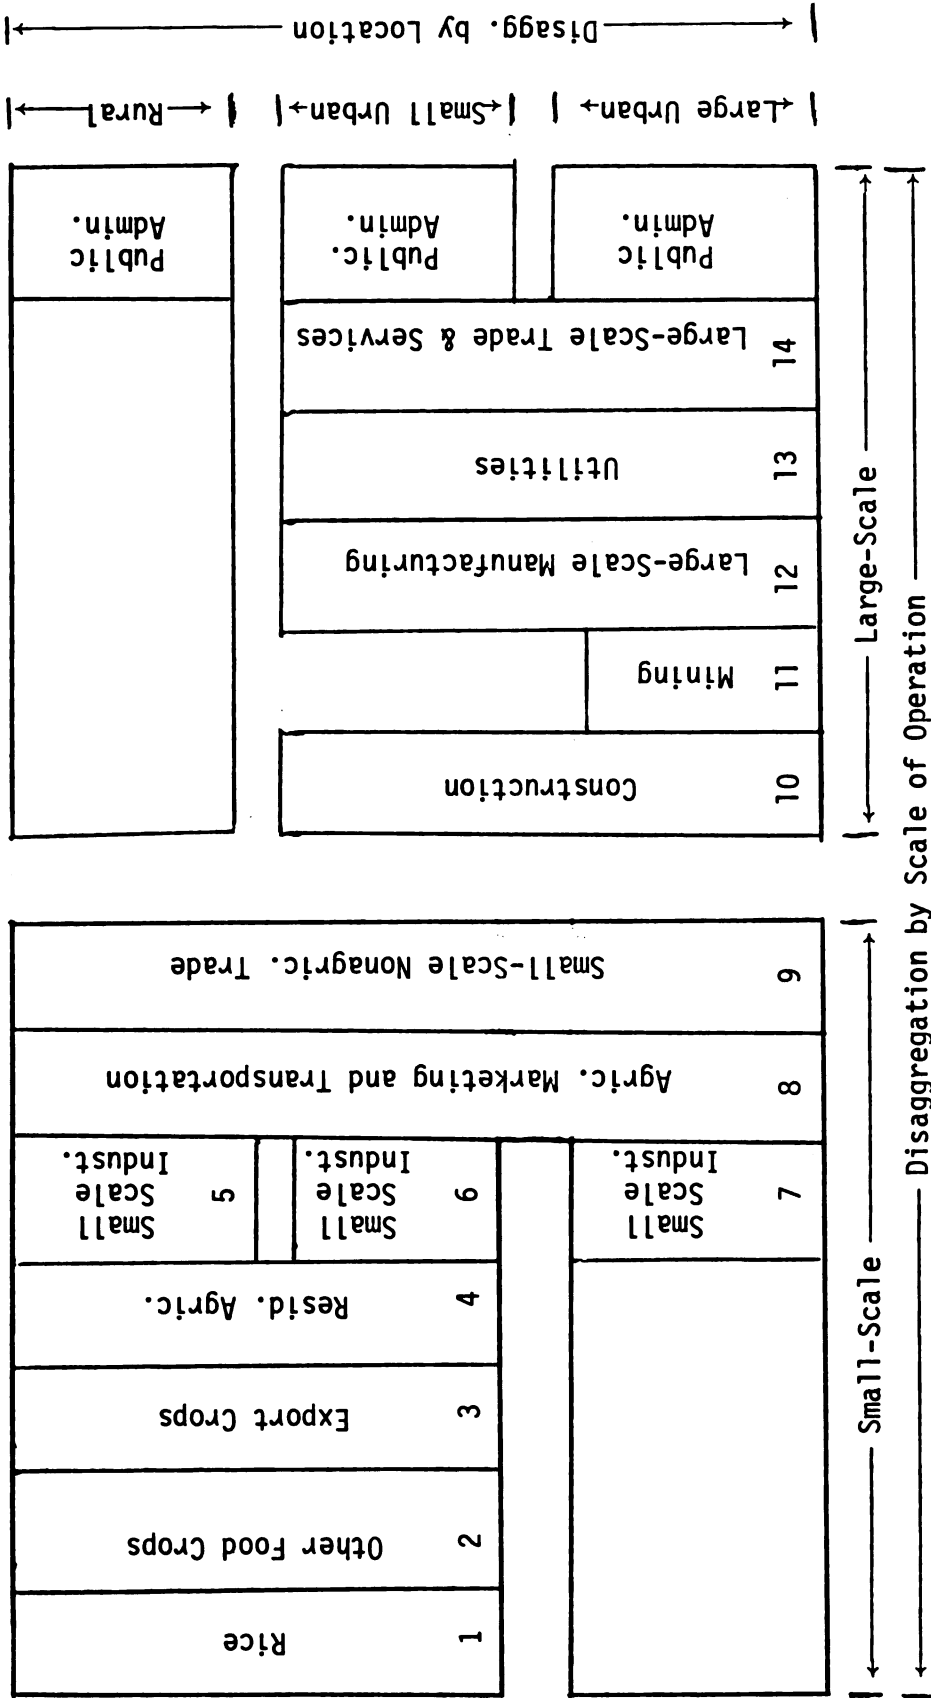 1 Rice
2 Other Food Crops
3 Export Crops
4 Resid. Agric.
7 Small Scale Indust.
6 Small Scale Indust.
5 Small Scale Indust.
8 Agric. Marketing and Transportation
9 Small-Scale Nonagric. Trade
10 Construction
11 Mining
12 Large-Scale Manufacturing
13 Utilities
14 Large-Scale Trade & Services
Public Admin.
Public. Admin.
Public Admin.
Large Urban
Small Urban
Rural
Disagg. by Location
Small-Scale
Large-Scale
Disaggregation by Scale of Operation